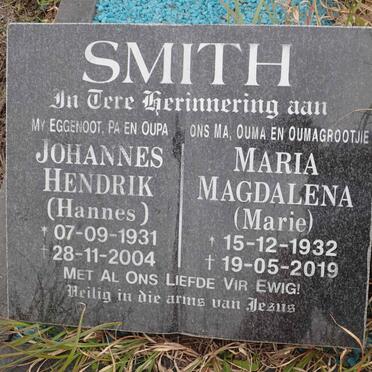 SMITH
In Tere Herinnering aan
MY EGGENOOT, PA EN OUPA
JOHANNES
HENDRIK
(Hannes)
* 07-09-1931
† 28-11-2004
ONS MA, OUMA EN OUMAGROOTJIE
MARIA
MAGDALENA
(Marie)
* 15-12-1932
† 19-05-2019
MET AL ONS LIEFDE VIR EWIG!
Veilig in die arms van Jesus